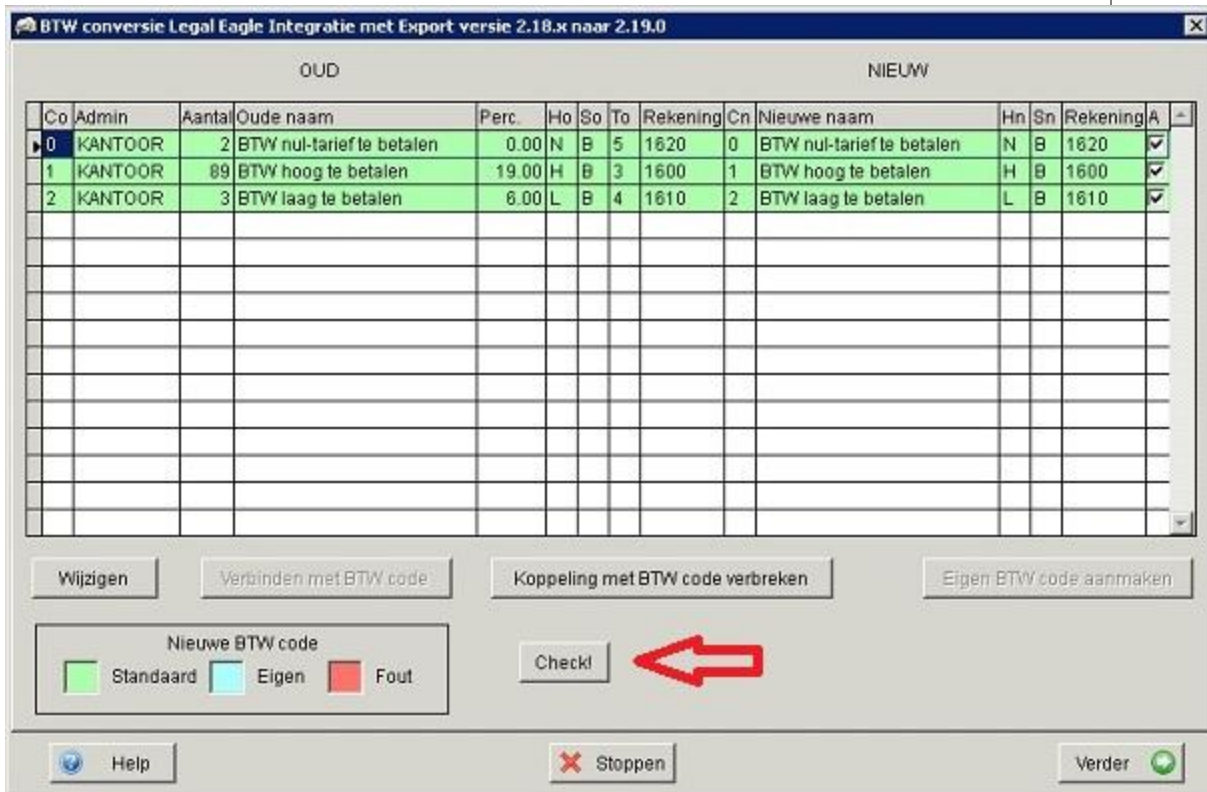 BTW conversie Legal Eagle Integratie met Export versie 2.18.x naar 2.19.0
OUD NIEUW
Co Admin Aantal Oude naam Perc. Ho So To Rekening Cn Nieuwe naam Hn Sn Rekening A
0 KANTOOR 2 BTW nul-tarief te betalen 0.00 N B 5 1620 0 BTW nul-tarief te betalen N B 1620
1 KANTOOR 89 BTW hoog te betalen 19.00 H B 3 1600 1 BTW hoog te betalen H B 1600
2 KANTOOR 3 BTW laag te betalen 6.00 L B 4 1610 2 BTW laag te betalen L B 1610
Wijzigen Verbinden met BTW code Koppeling met BTW code verbreken Eigen BTW code aanmaken
Nieuwe BTW code
Standaard Eigen Fout
Check!
Help Stoppen Verder